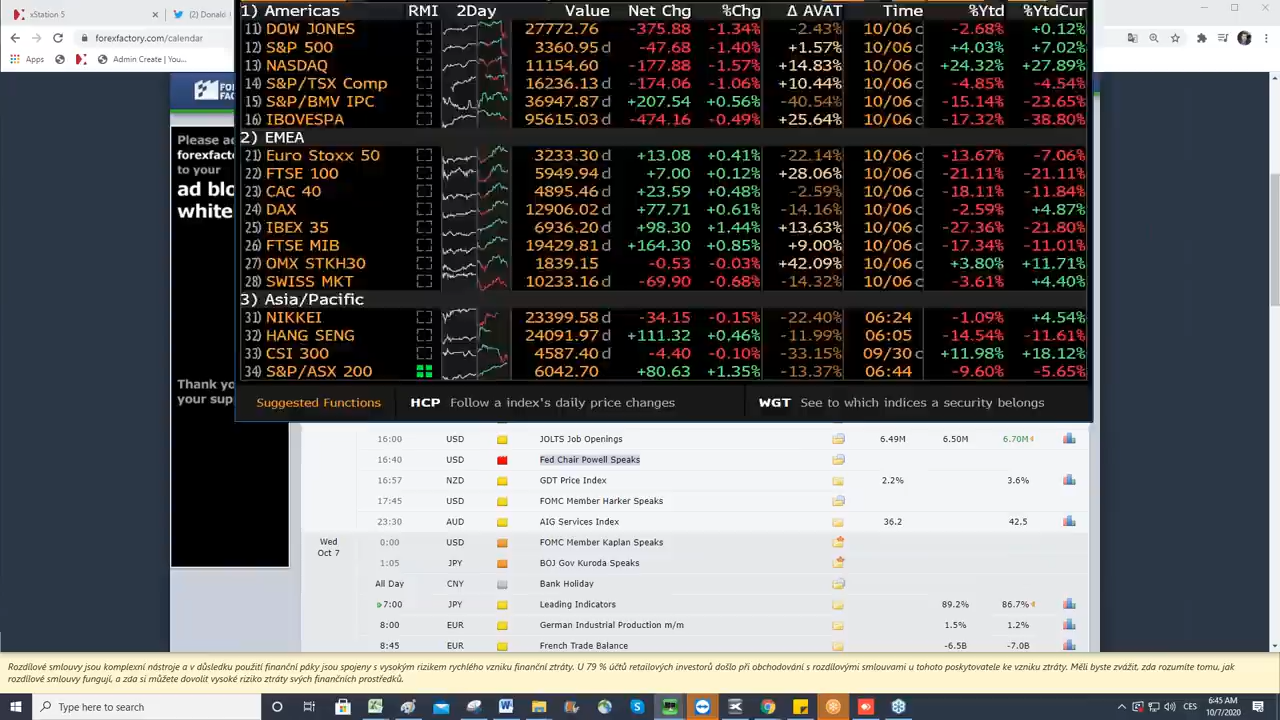 xStation 5
(2) Donald
forexfactory.com/calendar
Apps
Admin Create | You...
1) Americas RMI 2Day Value Net Chg %Chg Δ AVAT Time %Ytd %YtdCur
11) DOW JONES 27772.76 -375.88 -1.34% -2.43% 10/06 c -2.68% +0.12%
12) S&P 500 3360.95 d -47.68 -1.40% +1.57% 10/06 c +4.03% +7.02%
13) NASDAQ 11154.60 d -177.88 -1.57% +14.83% 10/06 c +24.32% +27.89%
14) S&P/TSX Comp 16236.13 d -174.06 -1.06% +10.44% 10/06 c -4.85% -4.54%
15) S&P/BMV IPC 36947.87 d +207.54 +0.56% -40.54% 10/06 c -15.14% -23.65%
16) IBOVESPA 95615.03 d -474.16 -0.49% +25.64% 10/06 c -17.32% -38.80%
2) EMEA
21) Euro Stoxx 50 3233.30 d +13.08 +0.41% -22.14% 10/06 c -13.67% -7.06%
22) FTSE 100 5949.94 d +7.00 +0.12% +28.06% 10/06 c -21.11% -21.11%
23) CAC 40 4895.46 d +23.59 +0.48% -2.59% 10/06 c -18.11% -11.84%
24) DAX 12906.02 d +77.71 +0.61% -14.16% 10/06 c -2.59% +4.87%
25) IBEX 35 6936.20 d +98.30 +1.44% +13.63% 10/06 c -27.36% -21.80%
26) FTSE MIB 19429.81 d +164.30 +0.85% +9.00% 10/06 c -17.34% -11.01%
27) OMX STKH30 1839.15 -0.53 -0.03% +42.09% 10/06 c +3.80% +11.71%
28) SWISS MKT 10233.16 d -69.90 -0.68% -14.32% 10/06 c -3.61% +4.40%
3) Asia/Pacific
31) NIKKEI 23399.58 d -34.15 -0.15% -22.40% 06:24 -1.09% +4.54%
32) HANG SENG 24091.97 d +111.32 +0.46% -11.99% 06:05 -14.54% -11.61%
33) CSI 300 4587.40 d -4.40 -0.10% -33.15% 09/30 c +11.98% +18.12%
34) S&P/ASX 200 6042.70 +80.63 +1.35% -13.37% 06:44 -9.60% -5.65%
Suggested Functions HCP Follow a index's daily price changes WGT See to which indices a security belongs
Please ad
forexfacto
to your
ad blo
white
Thank yo
your supp
16:00 USD JOLTS Job Openings 6.49M 6.50M 6.70M
16:40 USD Fed Chair Powell Speaks
16:57 NZD GDT Price Index 2.2% 3.6%
17:45 USD FOMC Member Harker Speaks
23:30 AUD AIG Services Index 36.2 42.5
Wed
Oct 7
0:00 USD FOMC Member Kaplan Speaks
1:05 JPY BOJ Gov Kuroda Speaks
All Day CNY Bank Holiday
7:00 JPY Leading Indicators 89.2% 86.7%
8:00 EUR German Industrial Production m/m 1.5% 1.2%
8:45 EUR French Trade Balance -6.5B -7.0B
Rozdílové smlouvy jsou komplexní nástroje a v důsledku použití finanční páky jsou spojeny s vysokým rizikem rychlého vzniku finanční ztráty. U 79 % účtů retailových investorů došlo při obchodování s rozdílovými smlouvami u tohoto poskytovatele ke vzniku ztráty. Měli byste zvážit, zda rozumíte tomu, jak
rozdílové smlouvy fungují, a zda si můžete dovolit vysoké riziko ztráty svých finančních prostředků.
Type here to search
CES
6:45 AM
10/7/2020